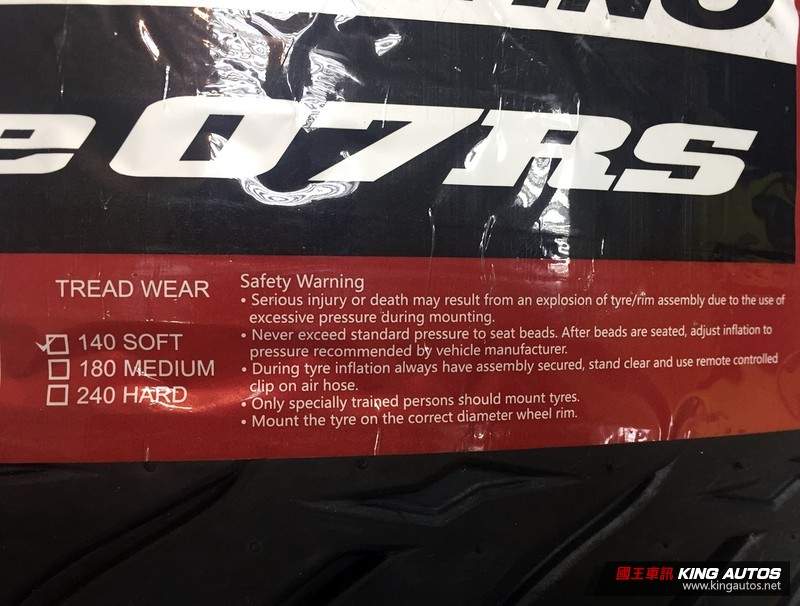 e 07RS
TREAD WEAR
140 SOFT
180 MEDIUM
240 HARD
Safety Warning
• Serious injury or death may result from an explosion of tyre/rim assembly due to the use of
excessive pressure during mounting.
• Never exceed standard pressure to seat beads. After beads are seated, adjust inflation to
pressure recommended by vehicle manufacturer.
• During tyre inflation always have assembly secured, stand clear and use remote controlled
clip on air hose.
• Only specially trained persons should mount tyres.
• Mount the tyre on the correct diameter wheel rim.
國王車訊 KING AUTOS
www.kingautos.net